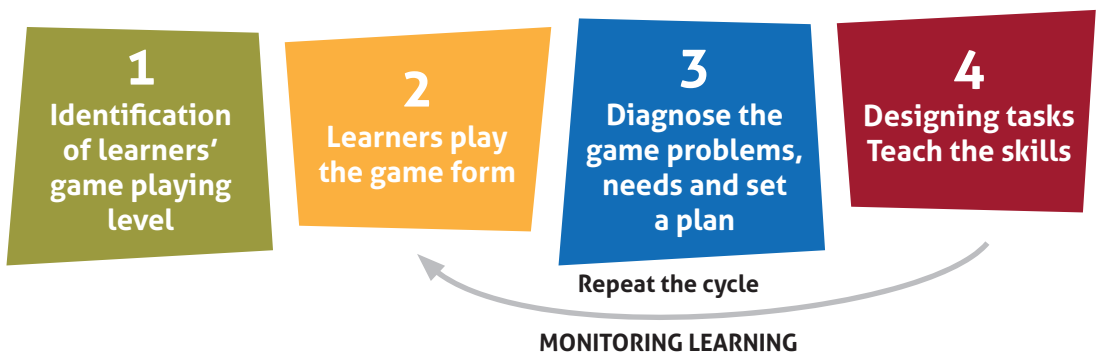 1
Identification
of learners’
game playing
level
2
Learners play
the game form
3
Diagnose the
game problems,
needs and set
a plan
4
Designing tasks
Teach the skills
Repeat the cycle
MONITORING LEARNING